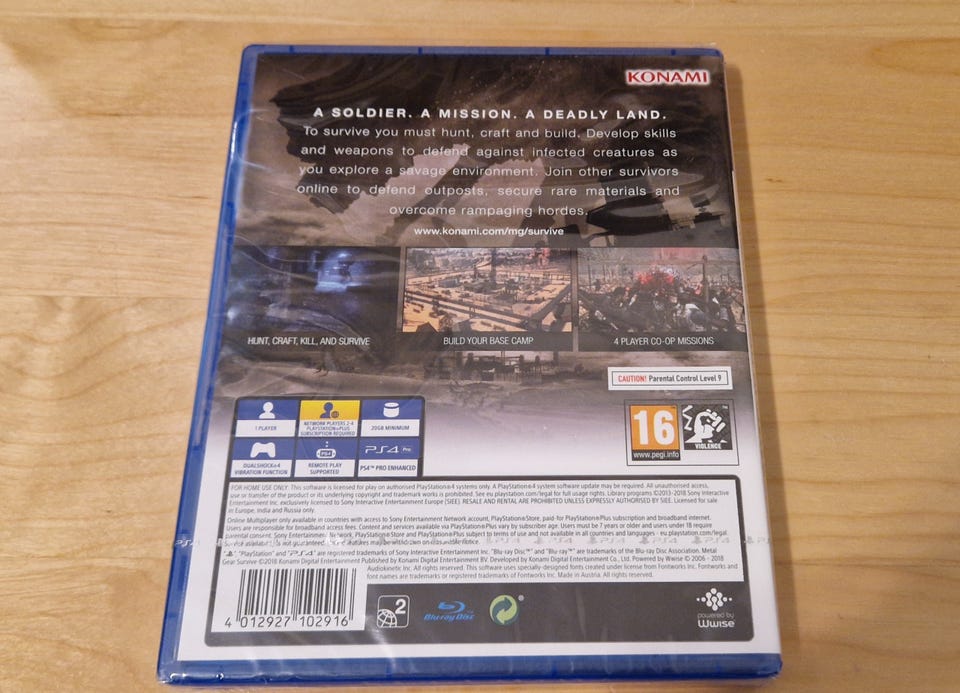 KONAMI
A SOLDIER. A MISSION. A DEADLY LAND.
To survive you must hunt, craft and build. Develop skills
and weapons to defend against infected creatures as
you explore a savage environment. Join other survivors
online to defend outposts, secure rare materials and
overcome rampaging hordes.
www.konami.com/mg/survive
HUNT, CRAFT, KILL, AND SURVIVE
BUILD YOUR BASE CAMP
4 PLAYER CO-OP MISSIONS
CAUTION! Parental Control Level 9
1 PLAYER
NETWORK PLAYERS 2-4
PLAYSTATION®PLUS
SUBSCRIPTION REQUIRED
20GB MINIMUM
DUALSHOCK®4
VIBRATION FUNCTION
REMOTE PLAY
SUPPORTED
PS4 Pro
PS4™ PRO ENHANCED
16
www.pegi.info
VIOLENCE
FOR HOME USE ONLY: This software is licensed for play on authorised PlayStation®4 systems only. A PlayStation®4 system software update may be required. All unauthorised access,
use or transfer of the product or its underlying copyright and trademark works is prohibited. See eu.playstation.com/legal for full usage rights. Library programs ©2013-2018 Sony Interactive
Entertainment Inc. exclusively licensed to Sony Interactive Entertainment Europe (SIEE). RESALE AND RENTAL ARE PROHIBITED UNLESS EXPRESSLY AUTHORISED BY SIEE. Licensed for sale
in Europe, India and Russia only.
Online Multiplayer only available in countries with access to Sony Entertainment Network account, PlayStation®Store, paid-for PlayStation®Plus subscription and broadband internet.
Users are responsible for broadband access fees. Content and services available via PlayStation®Plus may vary by subscriber age. Users must be 7 years or older and users under 18 require
parental consent. Sony Entertainment Network, PlayStation®Store and PlayStation®Plus subject to terms of use and not available in all countries and languages - eu.playstation.com/legal.
Service availability is not guaranteed. Online features may be withdrawn on reasonable notice.
"PlayStation" and "PS4" are registered trademarks of Sony Interactive Entertainment Inc. "Blu-ray Disc™" and "Blu-ray™" are trademarks of the Blu-ray Disc Association. Metal
Gear Survive ©2018 Konami Digital Entertainment Published by Konami Digital Entertainment BV. Developed by Konami Digital Entertainment Co., Ltd. Powered by Wwise © 2006 - 2018
Audiokinetic Inc. All rights reserved. This software uses specially-designed fonts created under license from Fontworks Inc. Fontworks and
font names are trademarks or registered trademarks of Fontworks Inc. Made in Austria. All rights reserved.
4 012927 102916
2
Blu-ray Disc
powered by
Wwise